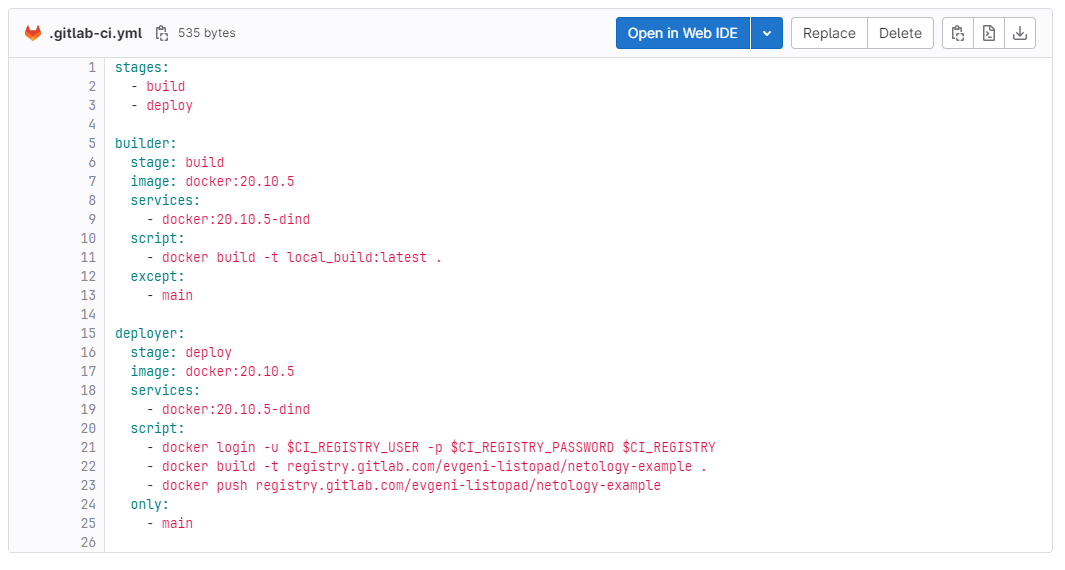 .gitlab-ci.yml 535 bytes Open in Web IDE Replace Delete
1 stages:
2   - build
3   - deploy
4
5 builder:
6   stage: build
7   image: docker:20.10.5
8   services:
9     - docker:20.10.5-dind
10   script:
11     - docker build -t local_build:latest .
12   except:
13     - main
14
15 deployer:
16   stage: deploy
17   image: docker:20.10.5
18   services:
19     - docker:20.10.5-dind
20   script:
21     - docker login -u $CI_REGISTRY_USER -p $CI_REGISTRY_PASSWORD $CI_REGISTRY
22     - docker build -t registry.gitlab.com/evgeni-listopad/netology-example .
23     - docker push registry.gitlab.com/evgeni-listopad/netology-example
24   only:
25     - main
26